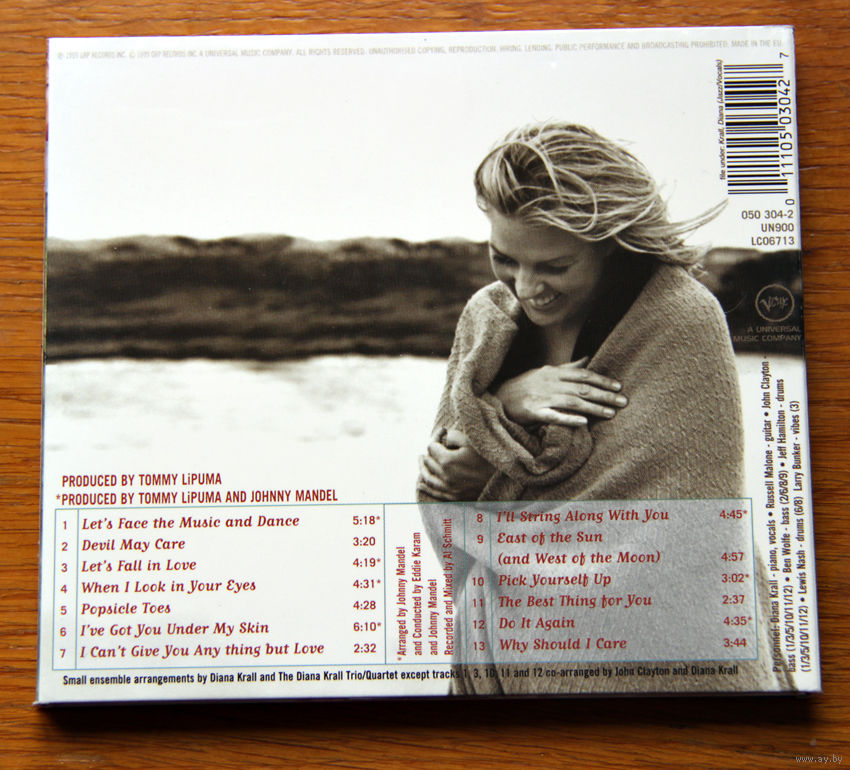 ℗ 1999 GRP RECORDS INC. © 1999 GRP RECORDS INC. A UNIVERSAL MUSIC COMPANY. ALL RIGHTS RESERVED. UNAUTHORISED COPYING, REPRODUCTION, HIRING, LENDING, PUBLIC PERFORMANCE AND BROADCASTING PROHIBITED. MADE IN THE EU
file under: Krall, Diana (Jazz/Vocals)
0 11105 03042 7
050 304-2
UN900
LC06713
Verve
A UNIVERSAL
MUSIC COMPANY
PRODUCED BY TOMMY LiPUMA
*PRODUCED BY TOMMY LiPUMA AND JOHNNY MANDEL
1 Let's Face the Music and Dance 5:18*
2 Devil May Care 3:20
3 Let's Fall in Love 4:19*
4 When I Look in Your Eyes 4:31*
5 Popsicle Toes 4:28
6 I've Got You Under My Skin 6:10*
7 I Can't Give You Any thing but Love 2:32
*Arranged by Johnny Mandel
and Conducted by Eddie Karam
and Johnny Mandel
Recorded and Mixed by Al Schmitt
8 I'll String Along With You 4:45*
9 East of the Sun
(and West of the Moon) 4:57
10 Pick Yourself Up 3:02*
11 The Best Thing for You 2:37
12 Do It Again 4:35*
13 Why Should I Care 3:44
Personnel: Diana Krall - piano, vocals • Russell Malone - guitar • John Clayton -
bass (1/3/5/10/11/12) • Ben Wolfe - bass (2/6/8/9) • Jeff Hamilton - drums
(1/3/5/10/11/12) • Lewis Nash - drums (6/8) Larry Bunker - vibes (3)
Small ensemble arrangements by Diana Krall and The Diana Krall Trio/Quartet except tracks 1, 3, 10, 11 and 12 co-arranged by John Clayton and Diana Krall
www.ay.by